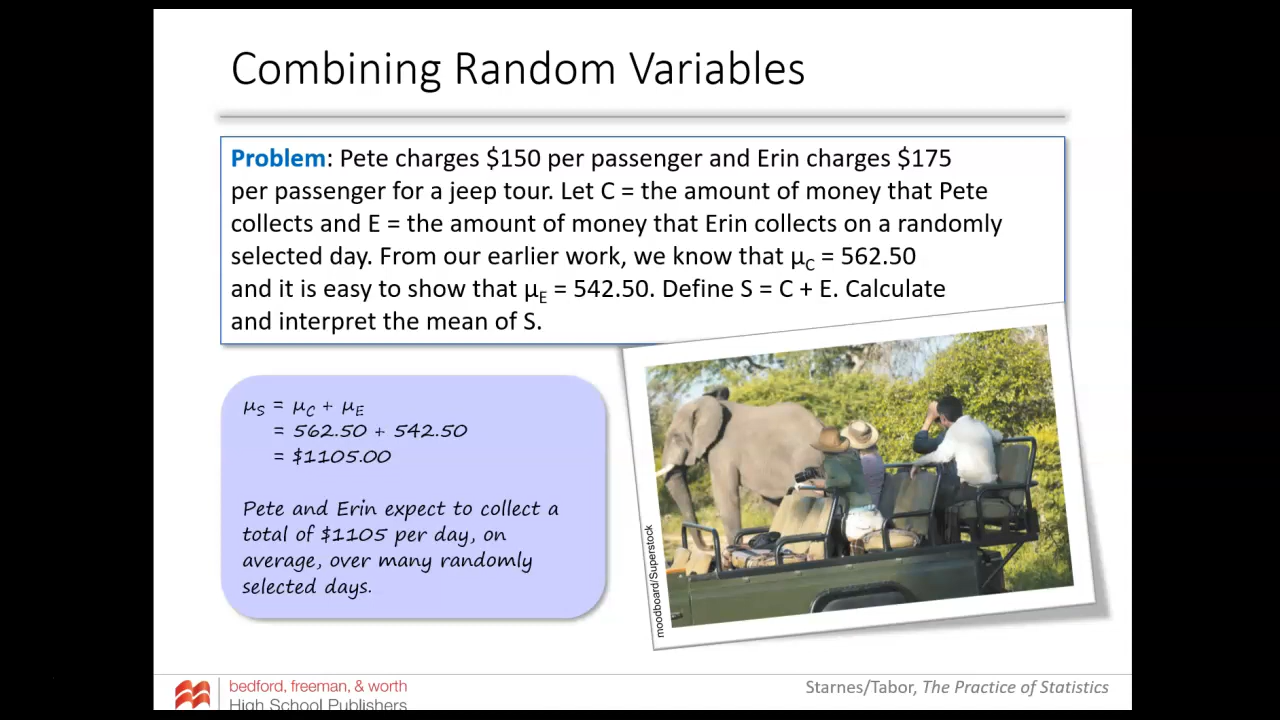 Combining Random Variables
Problem: Pete charges $150 per passenger and Erin charges $175
per passenger for a jeep tour. Let C = the amount of money that Pete
collects and E = the amount of money that Erin collects on a randomly
selected day. From our earlier work, we know that μC = 562.50
and it is easy to show that μE = 542.50. Define S = C + E. Calculate
and interpret the mean of S.
μS = μC + μE
= 562.50 + 542.50
= $1105.00
Pete and Erin expect to collect a
total of $1105 per day, on
average, over many randomly
selected days.
moodboard/Superstock
bedford, freeman, & worth
High School Publishers
Starnes/Tabor, The Practice of Statistics